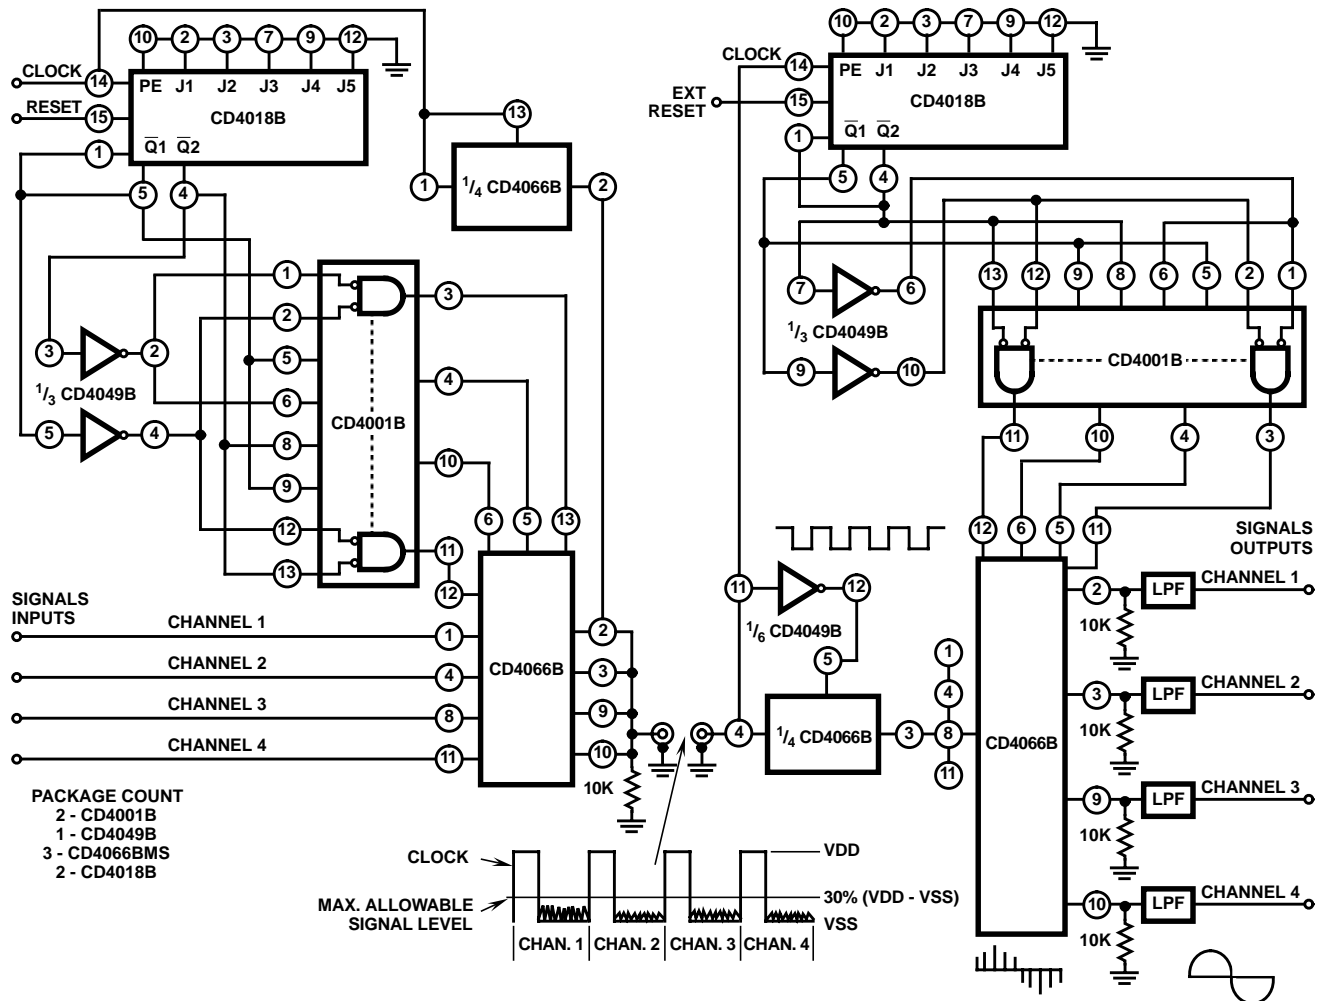 10 2 3 7 9 12
CLOCK 14
PE J1 J2 J3 J4 J5
RESET 15
CD4018B
Q1 Q2
1
5 4
13
1 1/4 CD4066B 2
1
2
3
3 2
1/3 CD4049B
5 4
5
6
8
9
12
13
CD4001B
4
10
11
12
6 5 13
SIGNALS
INPUTS
CHANNEL 1
CHANNEL 2
CHANNEL 3
CHANNEL 4
1
4
8
11
CD4066B
2
3
9
10
10K
PACKAGE COUNT
2 - CD4001B
1 - CD4049B
3 - CD4066BMS
2 - CD4018B
CLOCK
MAX. ALLOWABLE
SIGNAL LEVEL
VDD
30% (VDD - VSS)
VSS
CHAN. 1 CHAN. 2 CHAN. 3 CHAN. 4
10 2 3 7 9 12
CLOCK 14
PE J1 J2 J3 J4 J5
EXT
RESET 15
CD4018B
1 Q1 Q2
5 4
7 6
1/3 CD4049B
9 10
13 12 9 8 6 5 2 1
CD4001B
11 10 4 3
12 6 5 11
11 12
1/6 CD4049B
5
4 1/4 CD4066B 3
1
4
8
11
CD4066B
SIGNALS
OUTPUTS
2 LPF CHANNEL 1
10K
3 LPF CHANNEL 2
10K
9 LPF CHANNEL 3
10K
10 LPF CHANNEL 4
10K